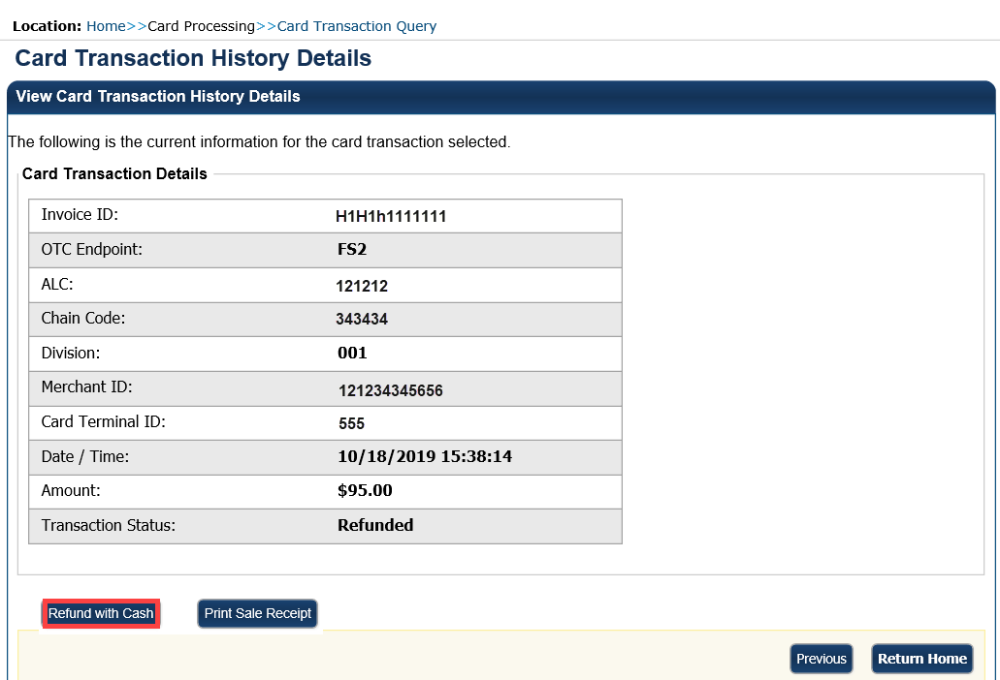 Location: Home>>Card Processing>>Card Transaction Query
Card Transaction History Details
View Card Transaction History Details
The following is the current information for the card transaction selected.
Card Transaction Details
Invoice ID: H1H1h1111111
OTC Endpoint: FS2
ALC: 121212
Chain Code: 343434
Division: 001
Merchant ID: 121234345656
Card Terminal ID: 555
Date / Time: 10/18/2019 15:38:14
Amount: $95.00
Transaction Status: Refunded
Refund with Cash Print Sale Receipt
Previous Return Home